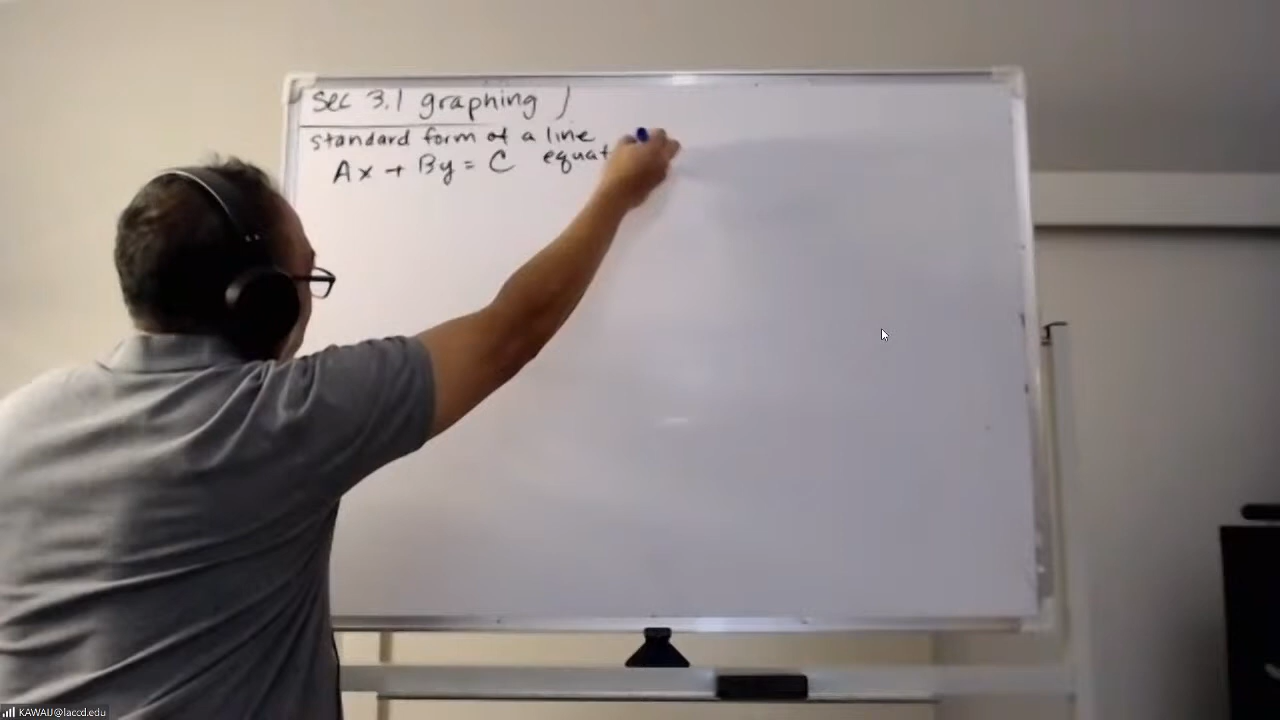 sec 3.1 graphing
standard form of a line
Ax + By = C equat
KAWAIJ@laccd.edu